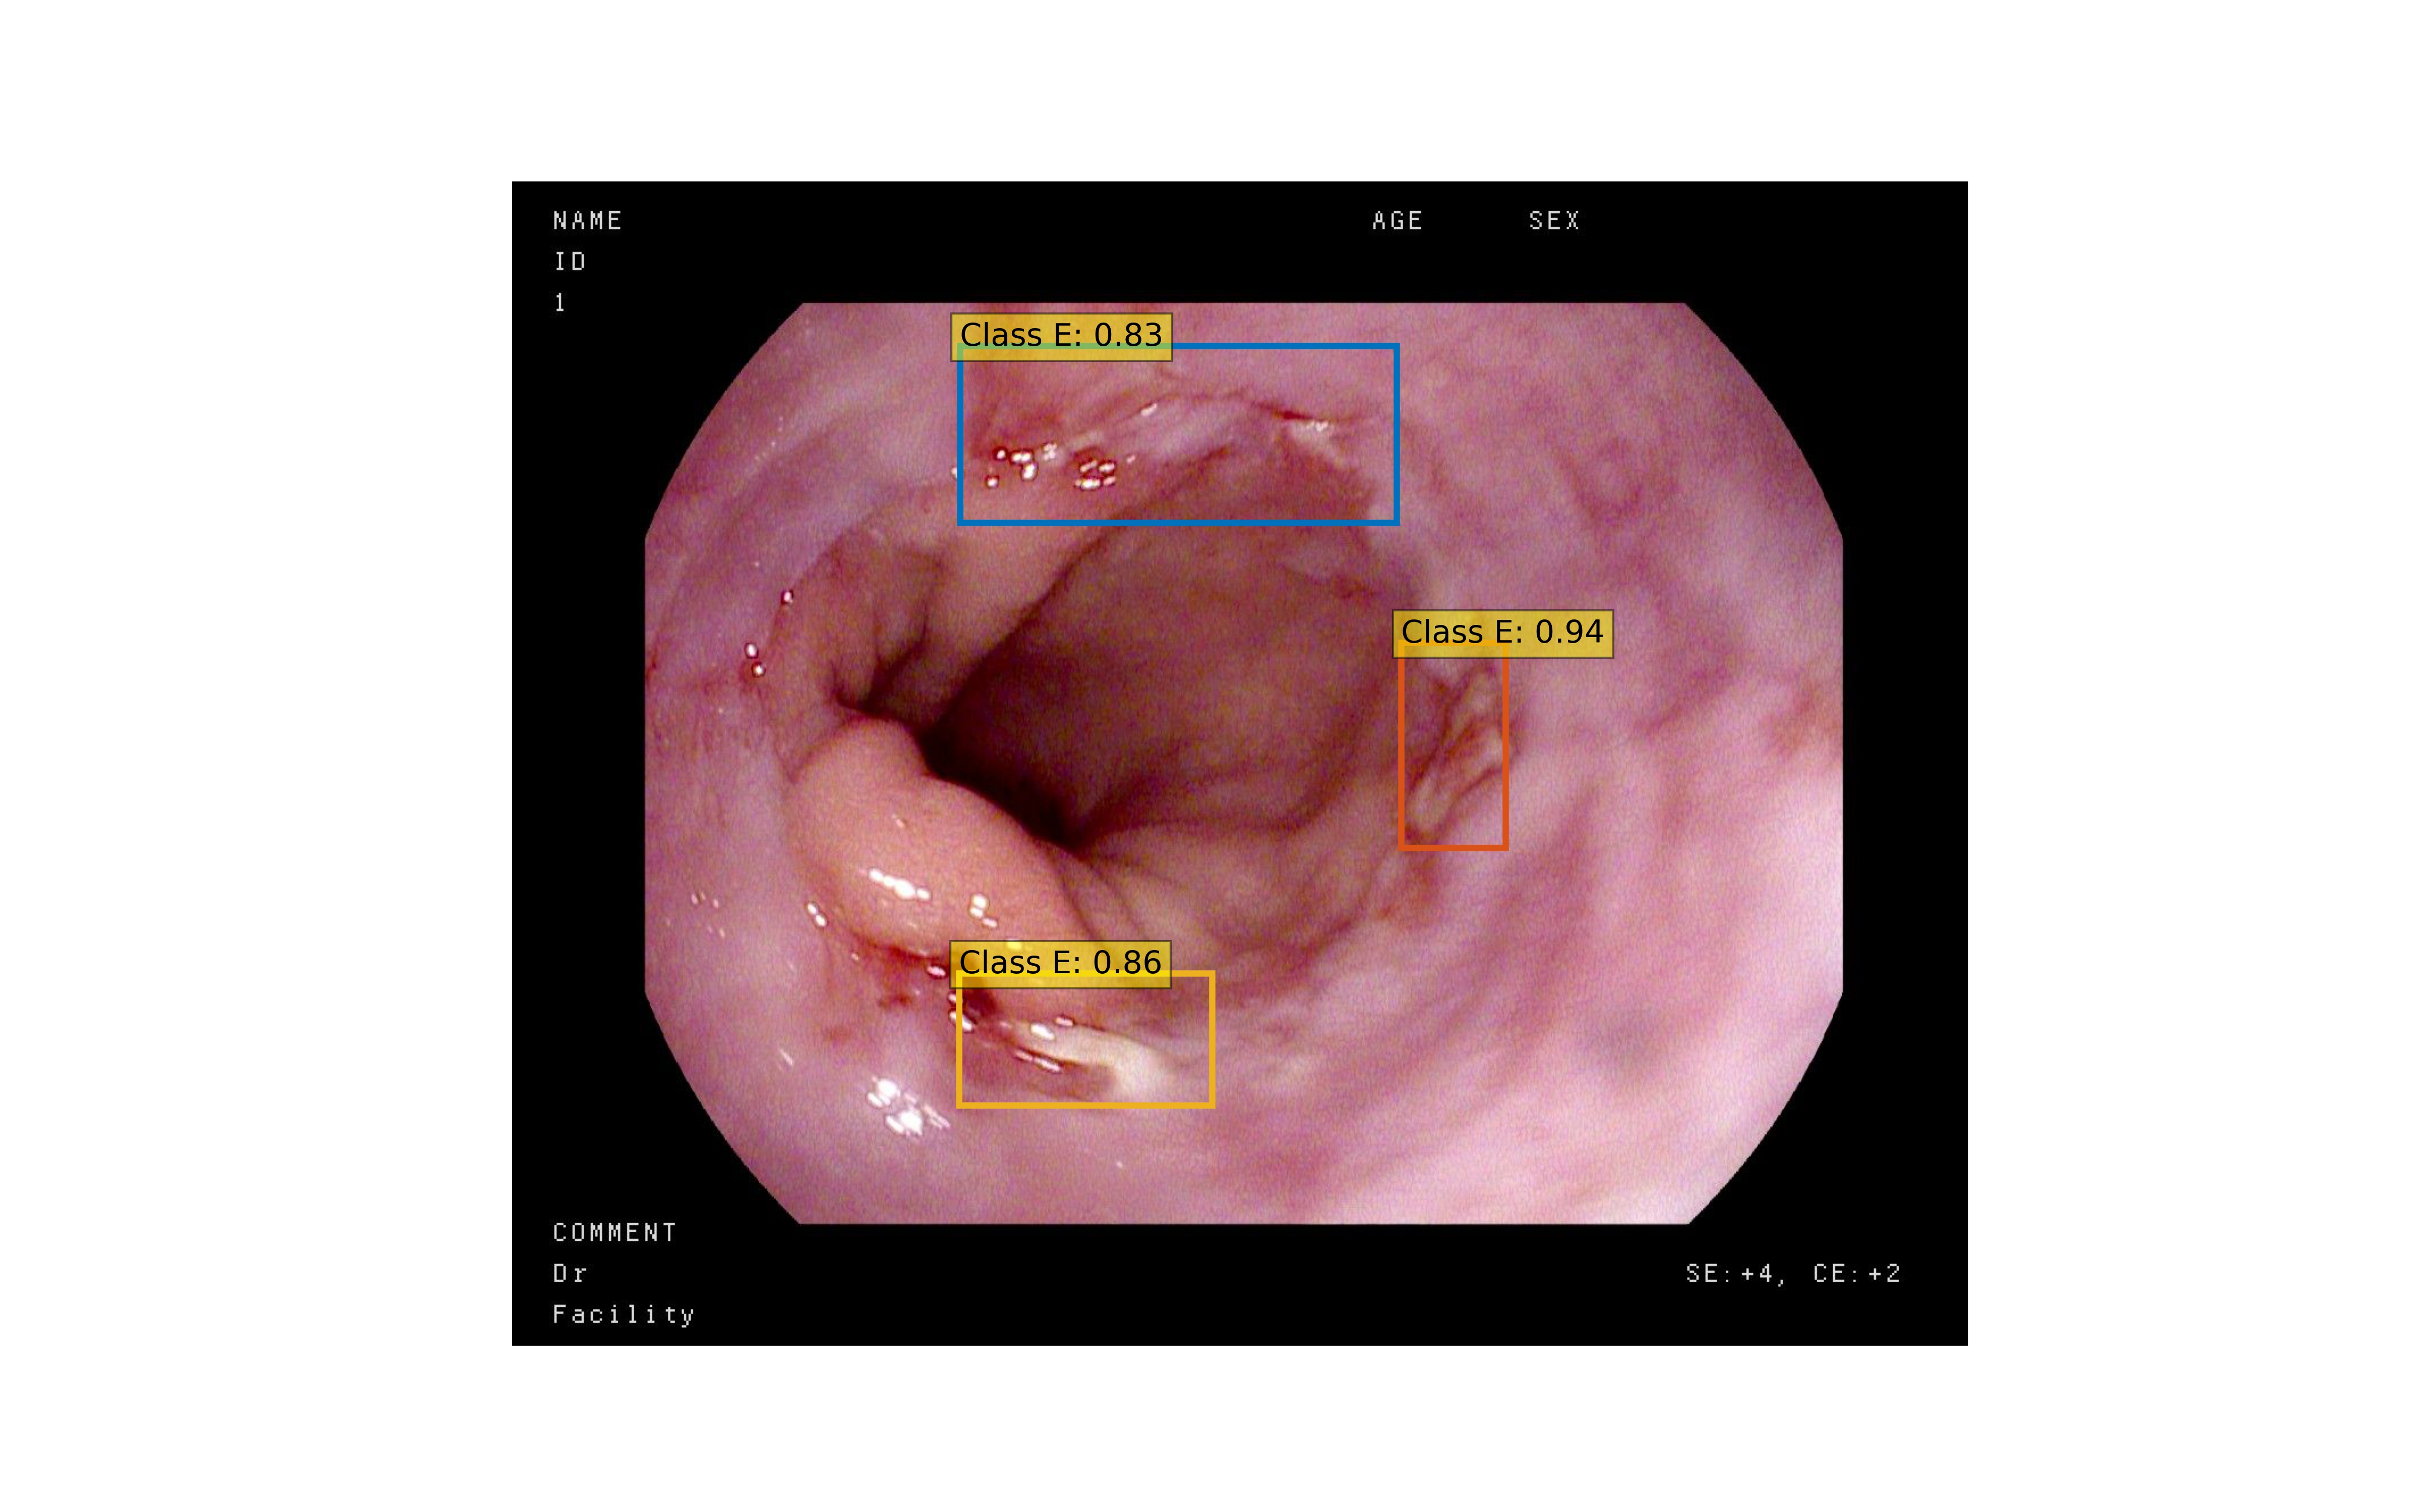 NAME AGE SEX
ID
1
Class E: 0.83
Class E: 0.94
Class E: 0.86
COMMENT
Dr SE:+4, CE:+2
Facility